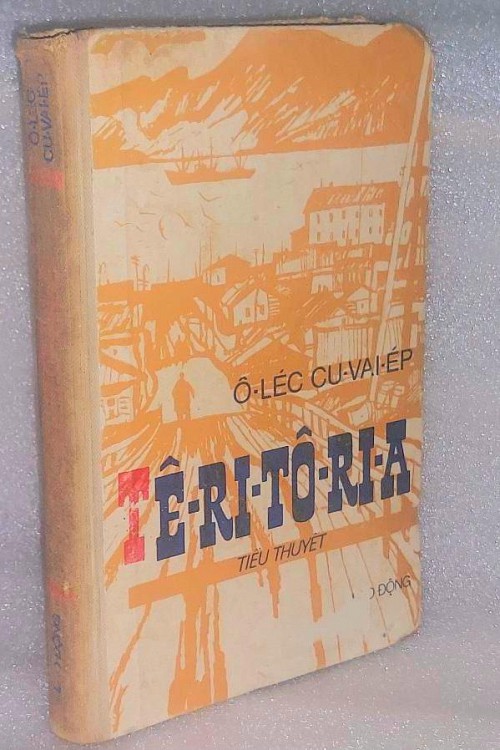 Ô-LÉC
CU-VAI-ÉP
Ô-LÉC CU-VAI-ÉP
TÊ-RI-TÔ-RI-A
TIỂU THUYẾT
ĐỘNG